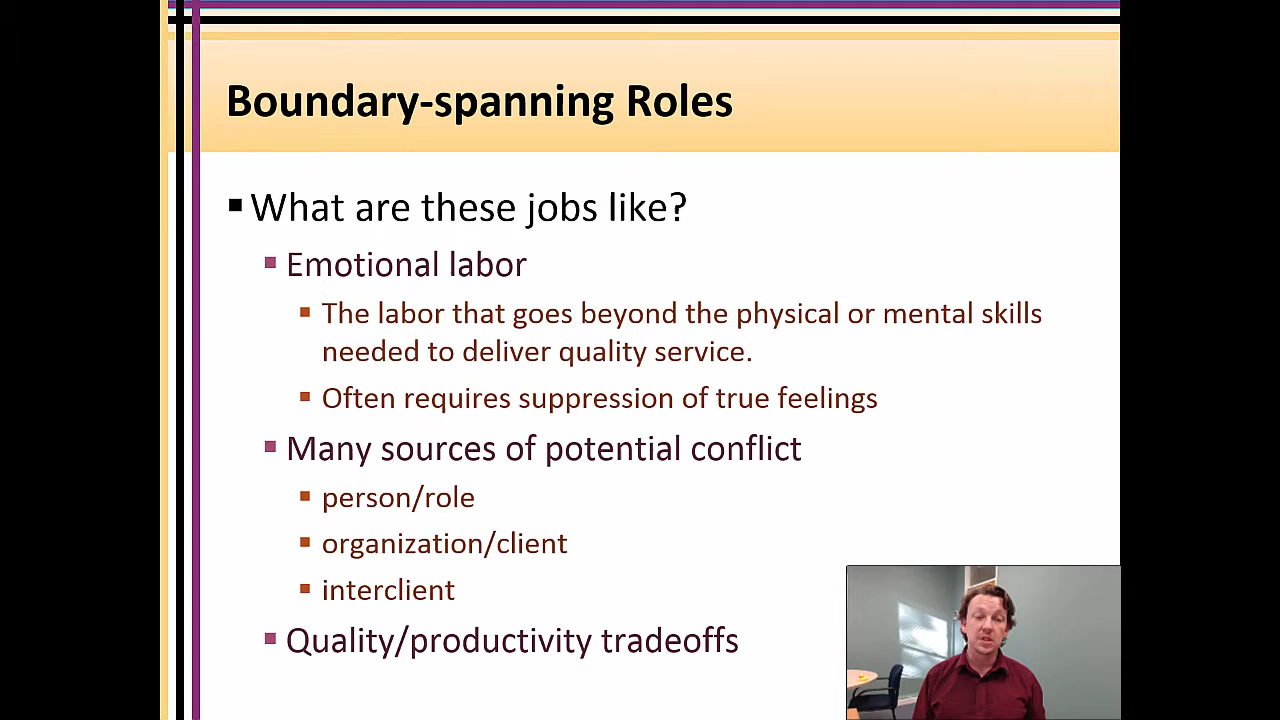 Boundary-spanning Roles
What are these jobs like?
Emotional labor
The labor that goes beyond the physical or mental skills
needed to deliver quality service.
Often requires suppression of true feelings
Many sources of potential conflict
person/role
organization/client
interclient
Quality/productivity tradeoffs